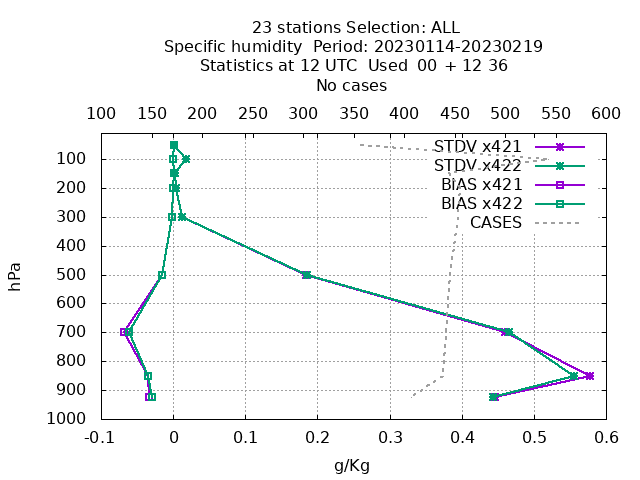 23 stations Selection: ALL
Specific humidity  Period: 20230114-20230219
Statistics at 12 UTC  Used  00 + 12 36
No cases
100 150 200 250 300 350 400 450 500 550 600
STDV x421
STDV x422
BIAS x421
BIAS x422
CASES
100
200
300
400
500
600
700
800
900
1000
hPa
-0.1 0 0.1 0.2 0.3 0.4 0.5 0.6
g/Kg